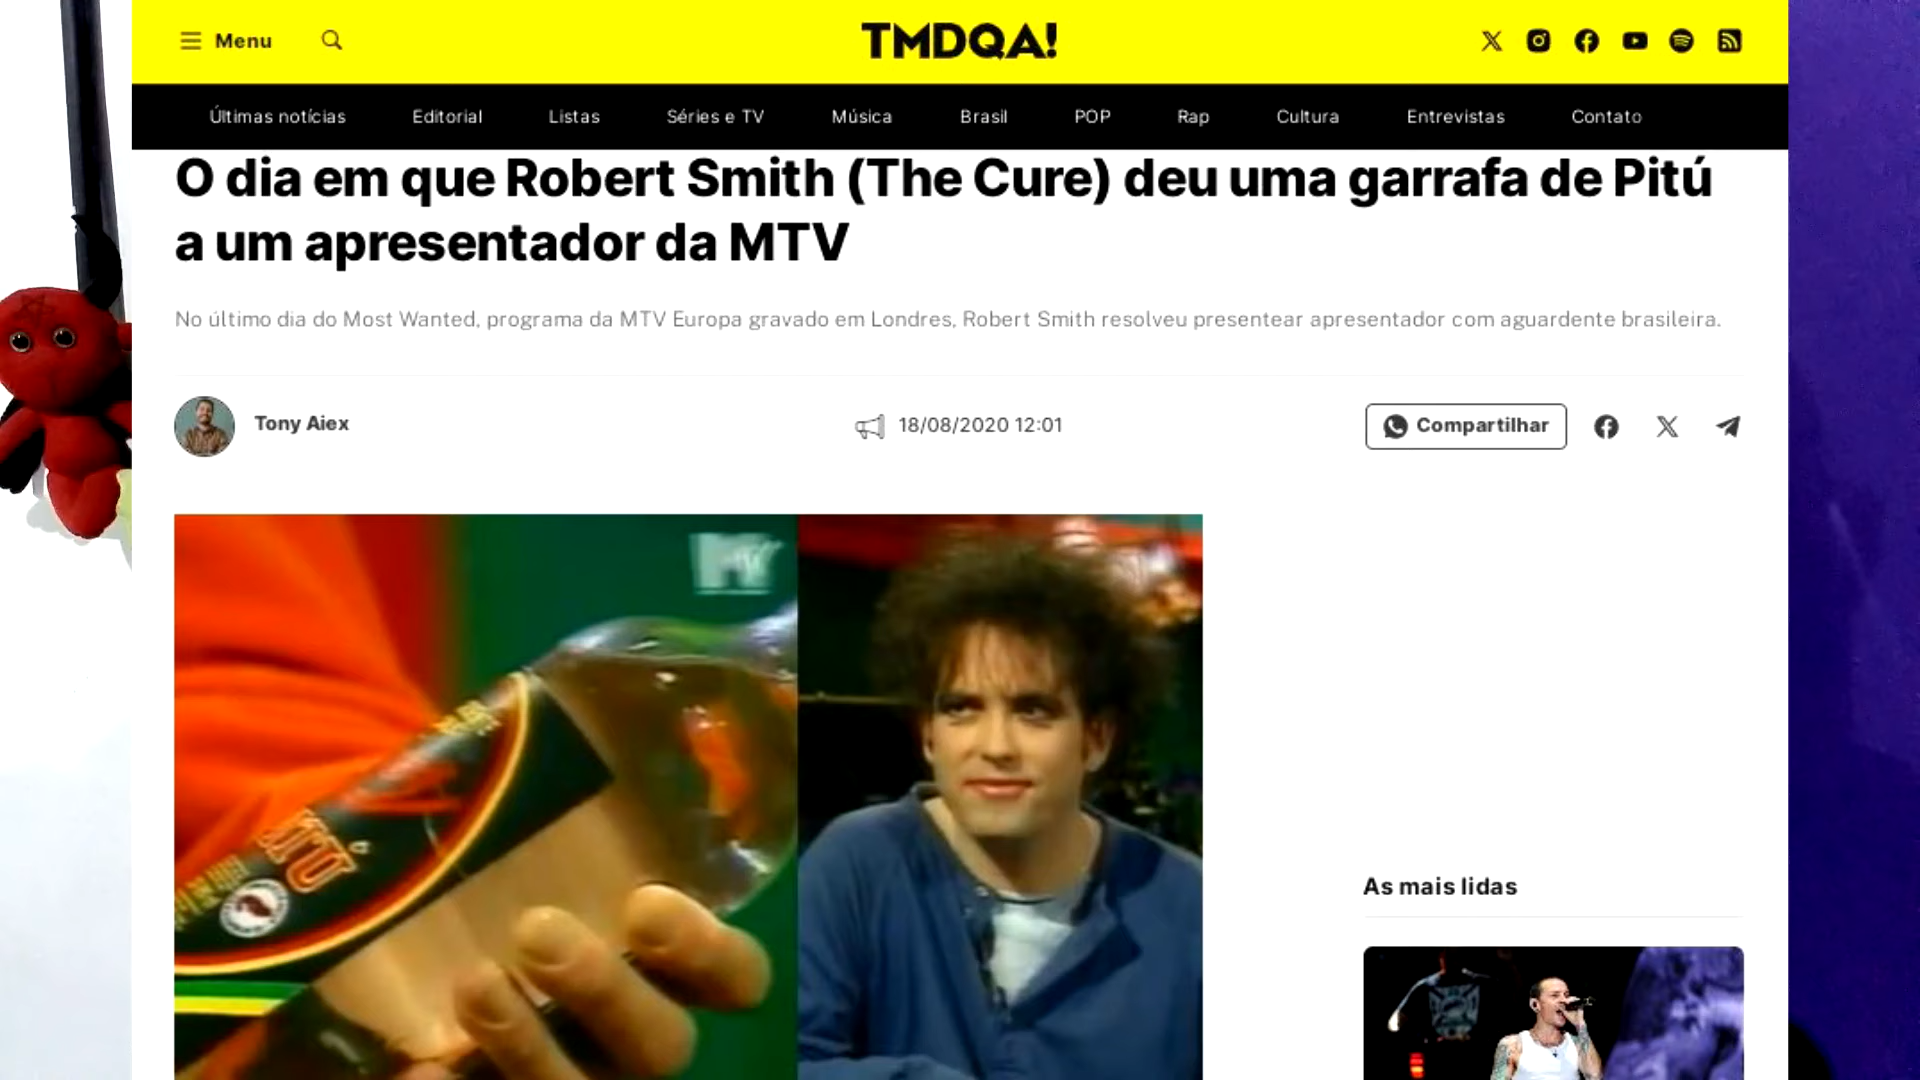 Menu
TMDQA!
Últimas notícias Editorial Listas Séries e TV Música Brasil POP Rap Cultura Entrevistas Contato
O dia em que Robert Smith (The Cure) deu uma garrafa de Pitú
a um apresentador da MTV
No último dia do Most Wanted, programa da MTV Europa gravado em Londres, Robert Smith resolveu presentear apresentador com aguardente brasileira.
Tony Aiex
18/08/2020 12:01
Compartilhar
MTV
PITÚ
As mais lidas